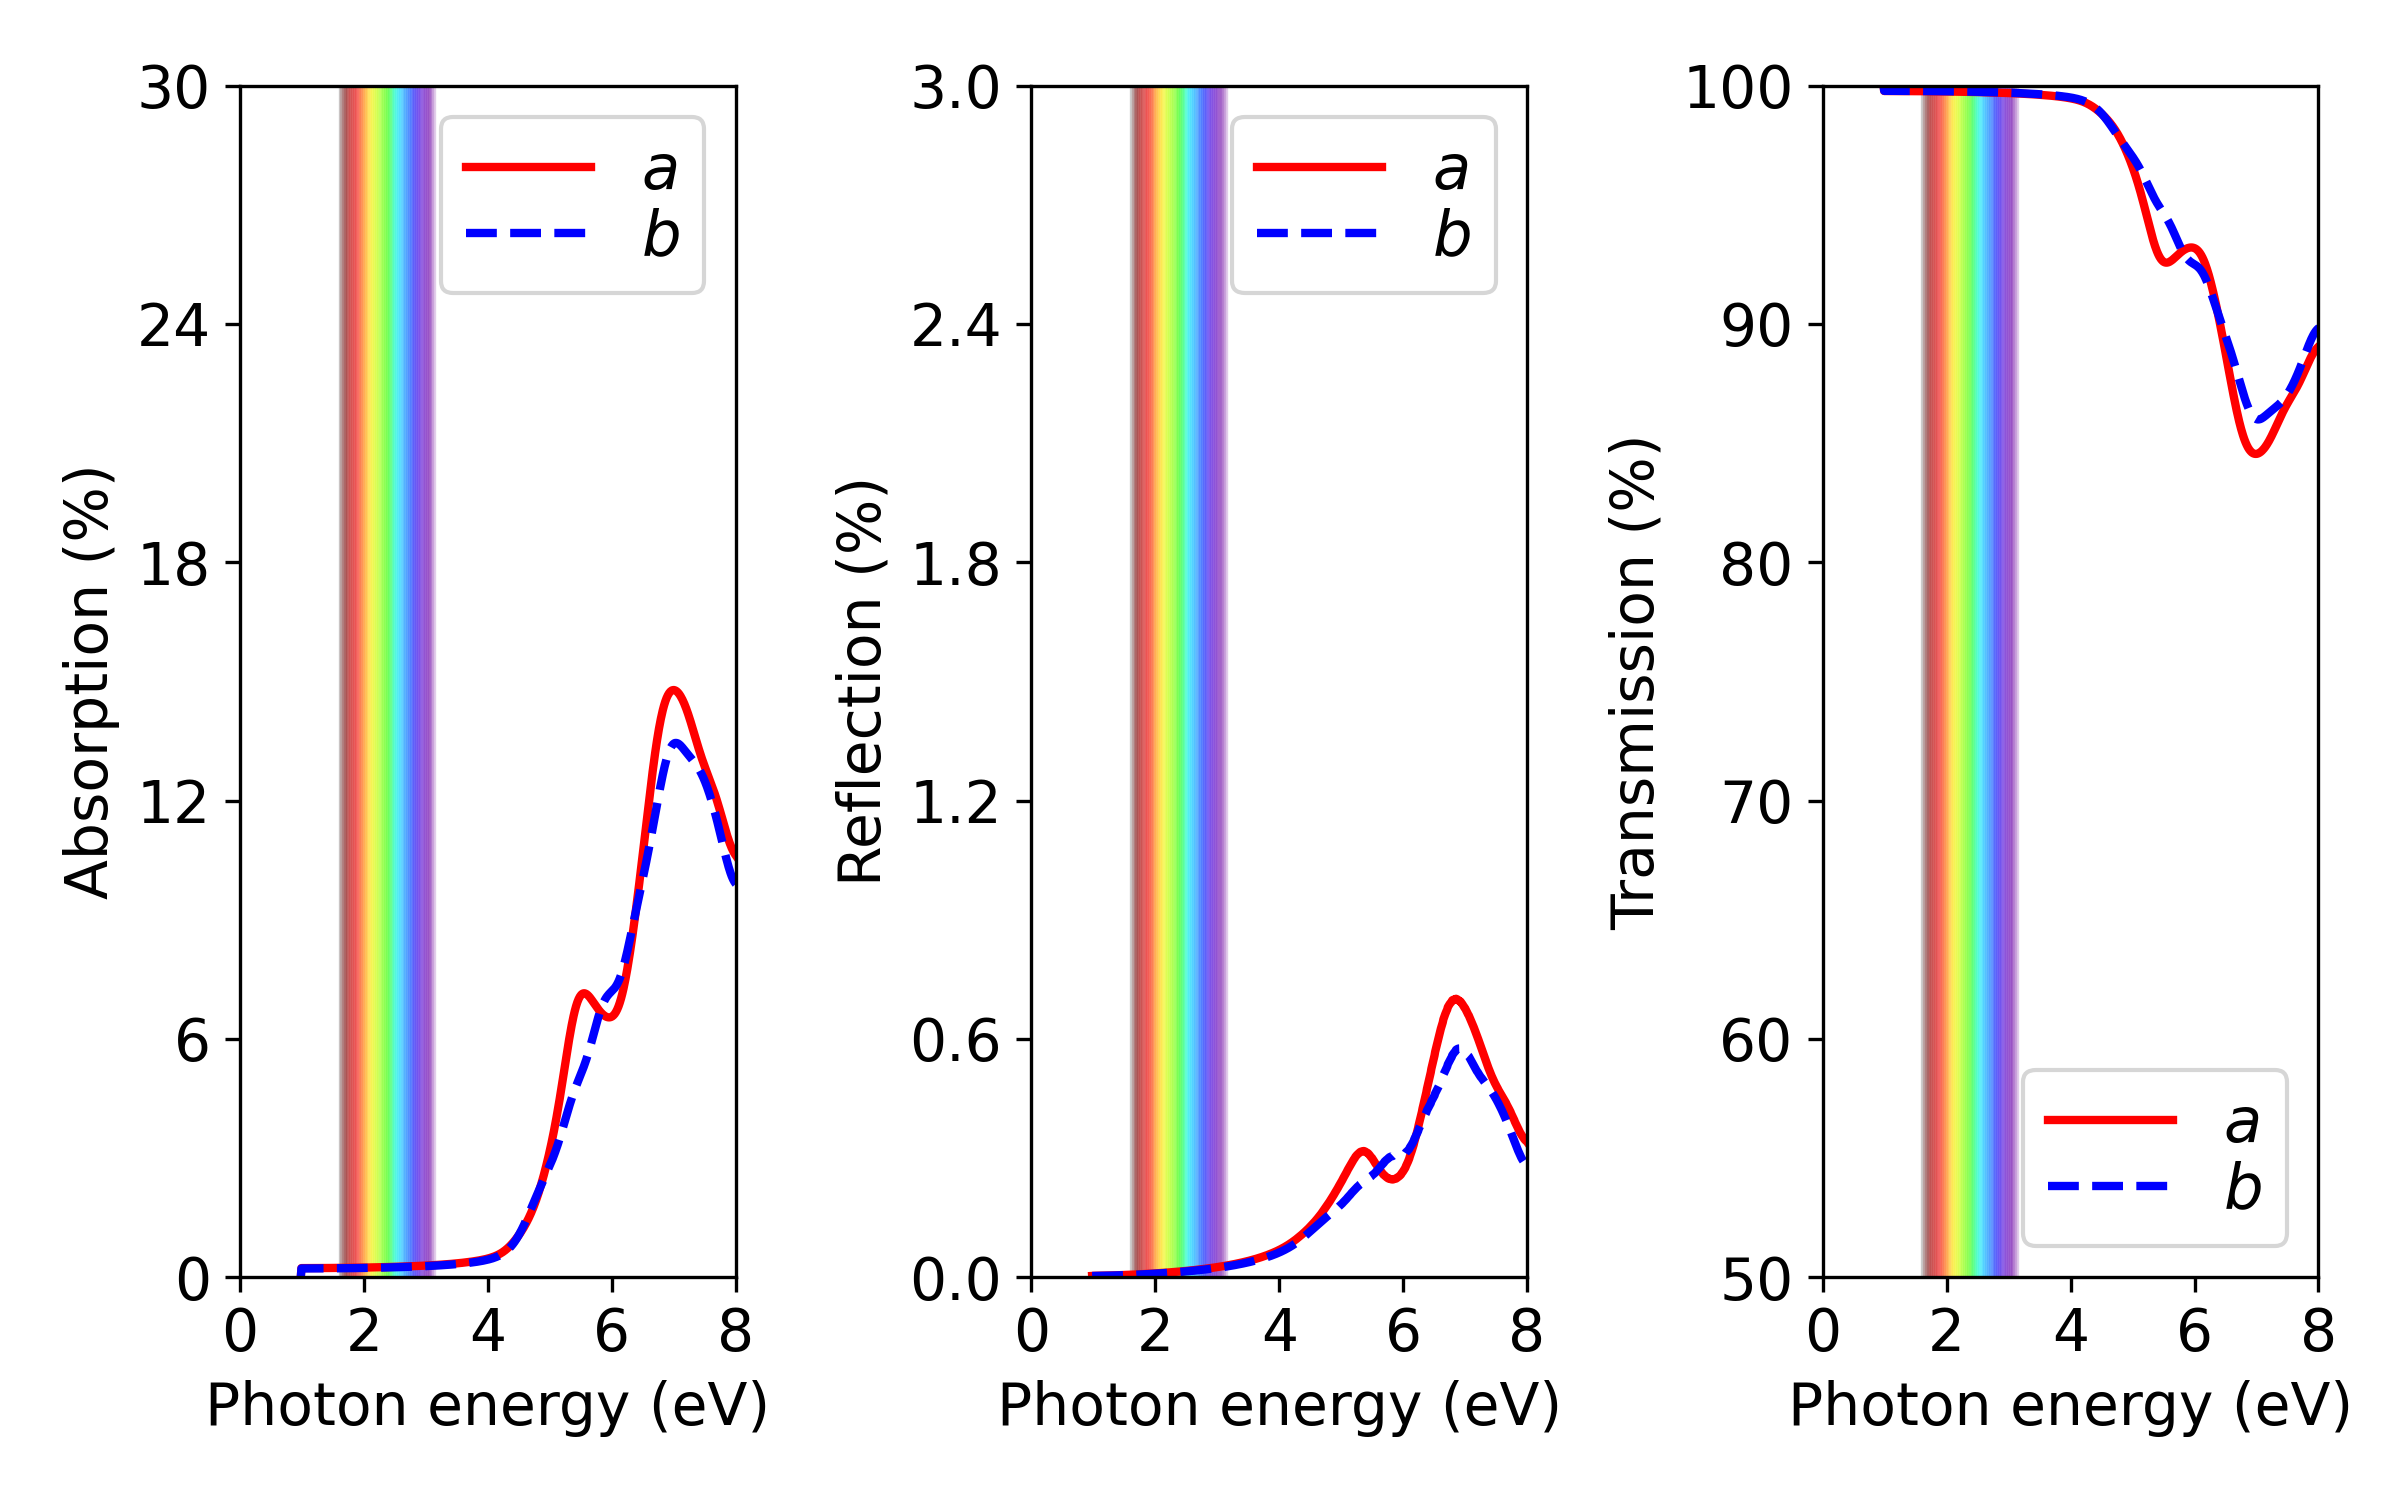 Absorption (%)
30
24
18
12
6
0
0 2 4 6 8
Photon energy (eV)
a
b
Reflection (%)
3.0
2.4
1.8
1.2
0.6
0.0
0 2 4 6 8
Photon energy (eV)
a
b
Transmission (%)
100
90
80
70
60
50
0 2 4 6 8
Photon energy (eV)
a
b